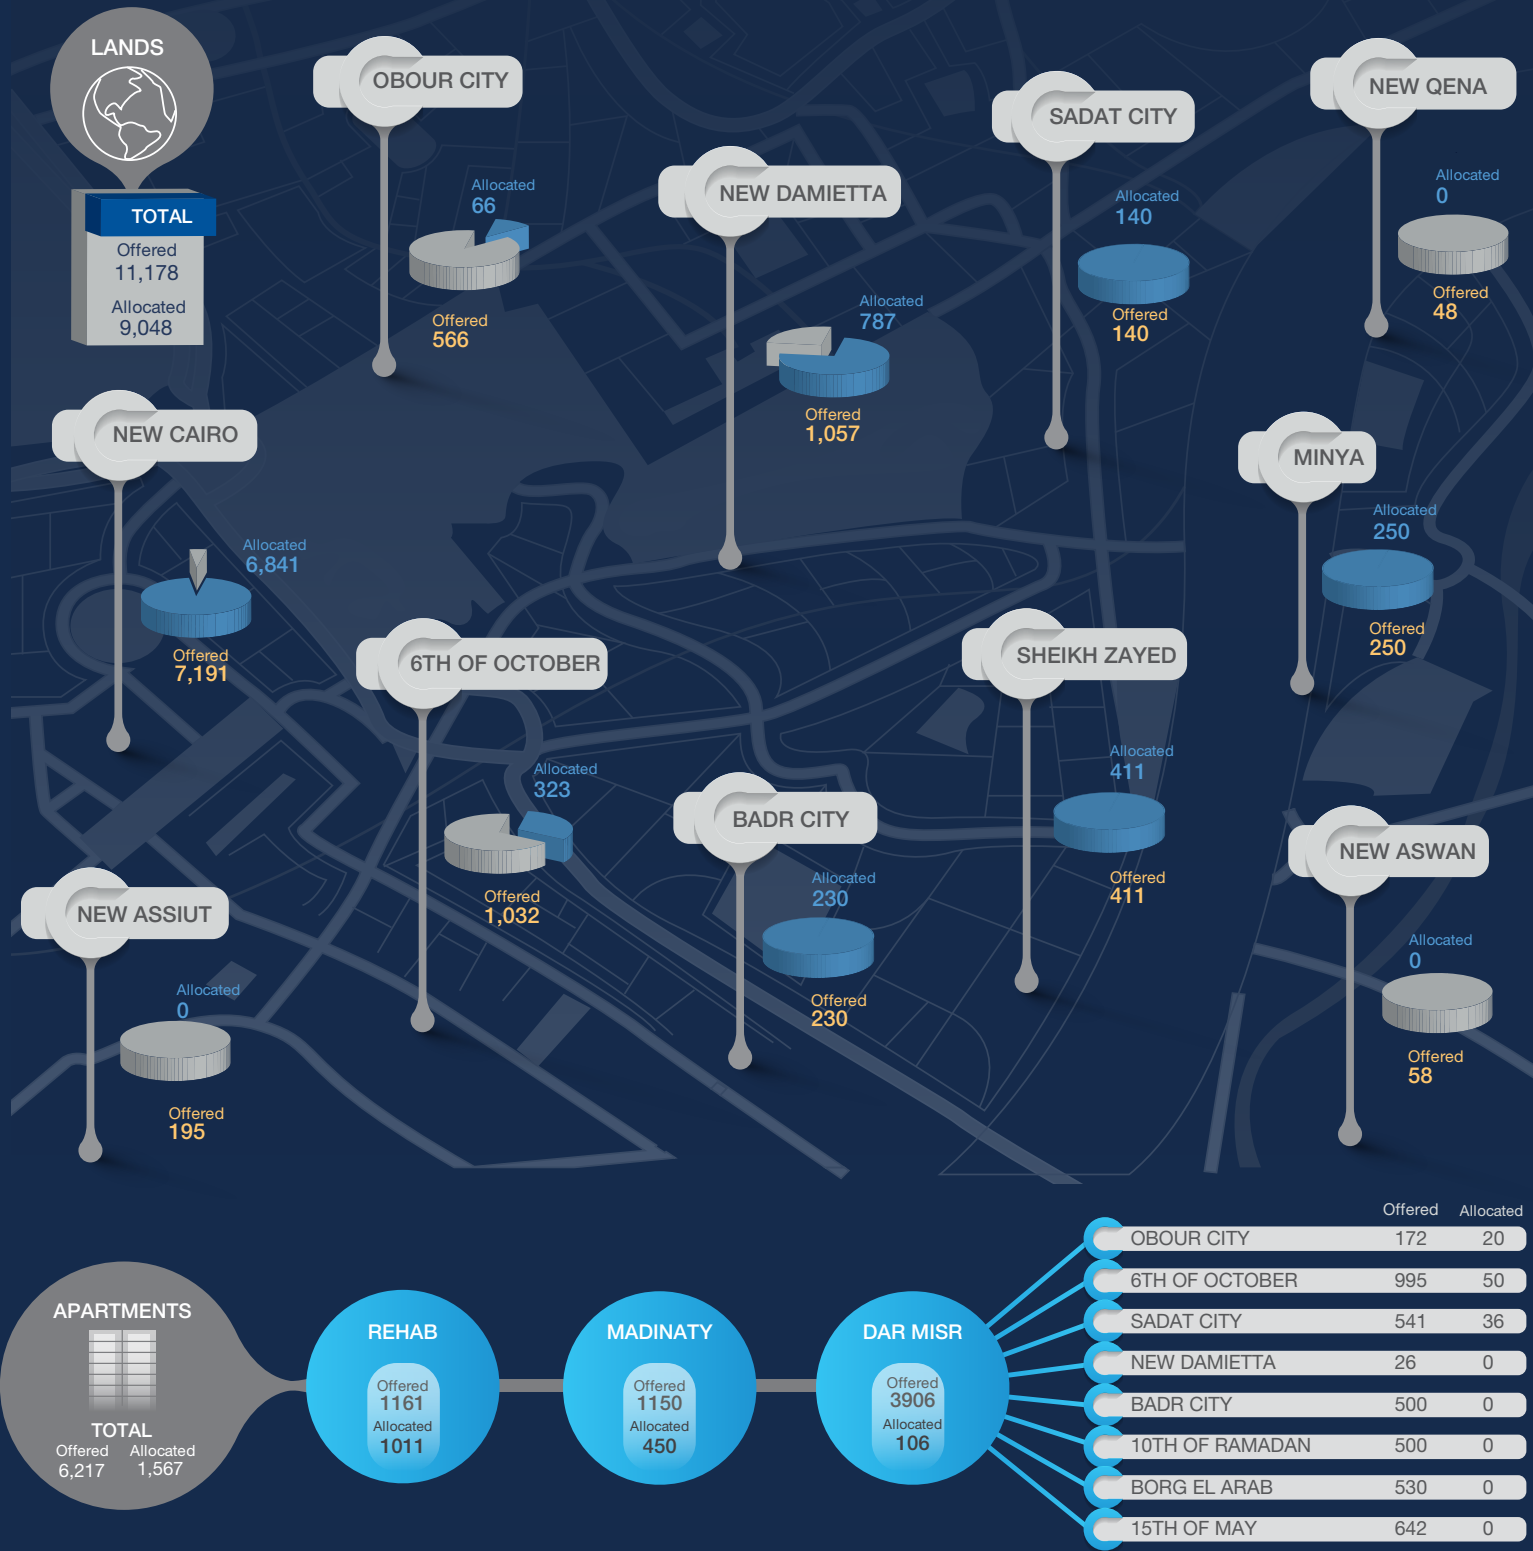 LANDS
TOTAL
Offered
11,178
Allocated
9,048
OBOUR CITY
Allocated
66
Offered
566
NEW DAMIETTA
Allocated
787
Offered
1,057
SADAT CITY
Allocated
140
Offered
140
NEW QENA
Allocated
0
Offered
48
NEW CAIRO
Allocated
6,841
Offered
7,191
6TH OF OCTOBER
Allocated
323
Offered
1,032
SHEIKH ZAYED
Allocated
411
Offered
411
MINYA
Allocated
250
Offered
250
NEW ASSIUT
Allocated
0
Offered
195
BADR CITY
Allocated
230
Offered
230
NEW ASWAN
Allocated
0
Offered
58
APARTMENTS
TOTAL
Offered Allocated
6,217 1,567
REHAB
Offered
1161
Allocated
1011
MADINATY
Offered
1150
Allocated
450
DAR MISR
Offered
3906
Allocated
106
Offered Allocated
OBOUR CITY 172 20
6TH OF OCTOBER 995 50
SADAT CITY 541 36
NEW DAMIETTA 26 0
BADR CITY 500 0
10TH OF RAMADAN 500 0
BORG EL ARAB 530 0
15TH OF MAY 642 0